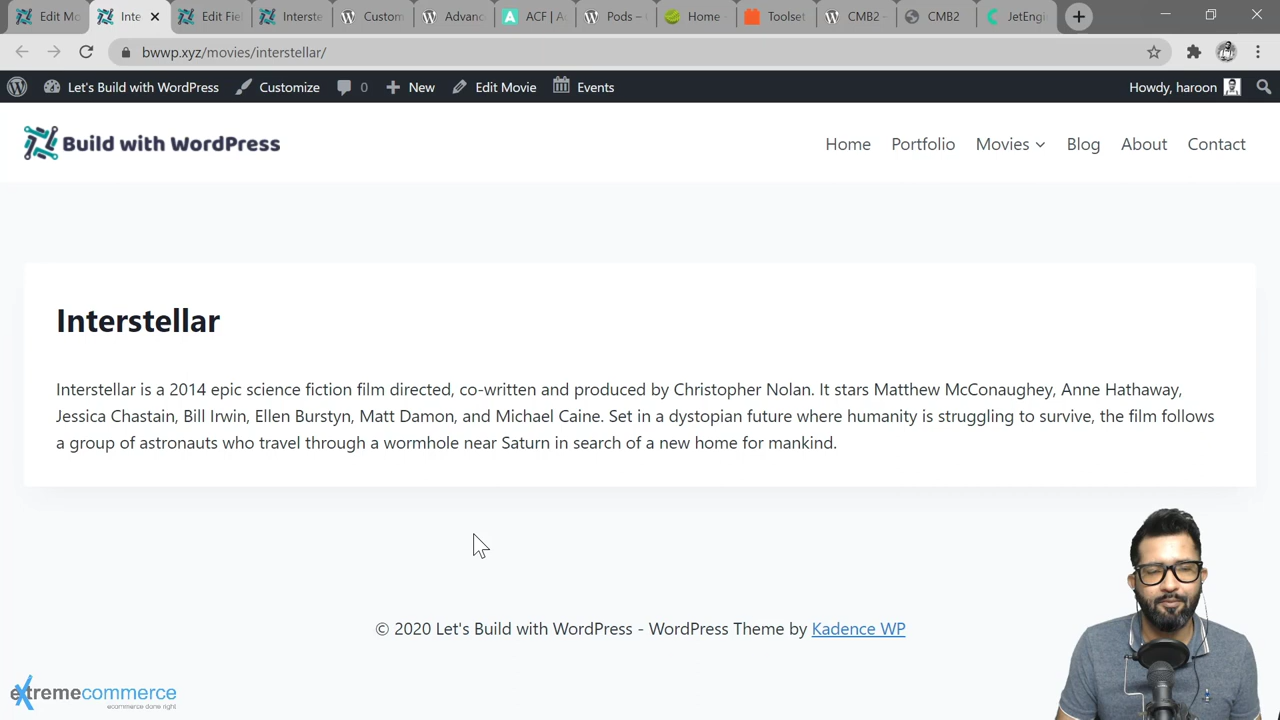 Edit Mo
Inte
Edit Fie
Interste
Custom
Advanc
ACF | A
Pods –
Home -
Toolset
CMB2 –
CMB2
JetEngi
bwwp.xyz/movies/interstellar/
Let's Build with WordPress
Customize
0
New
Edit Movie
Events
Howdy, haroon
Build with WordPress
Home
Portfolio
Movies
Blog
About
Contact
Interstellar
Interstellar is a 2014 epic science fiction film directed, co-written and produced by Christopher Nolan. It stars Matthew McConaughey, Anne Hathaway,
Jessica Chastain, Bill Irwin, Ellen Burstyn, Matt Damon, and Michael Caine. Set in a dystopian future where humanity is struggling to survive, the film follows
a group of astronauts who travel through a wormhole near Saturn in search of a new home for mankind.
© 2020 Let's Build with WordPress - WordPress Theme by Kadence WP
extremecommerce
ecommerce done right